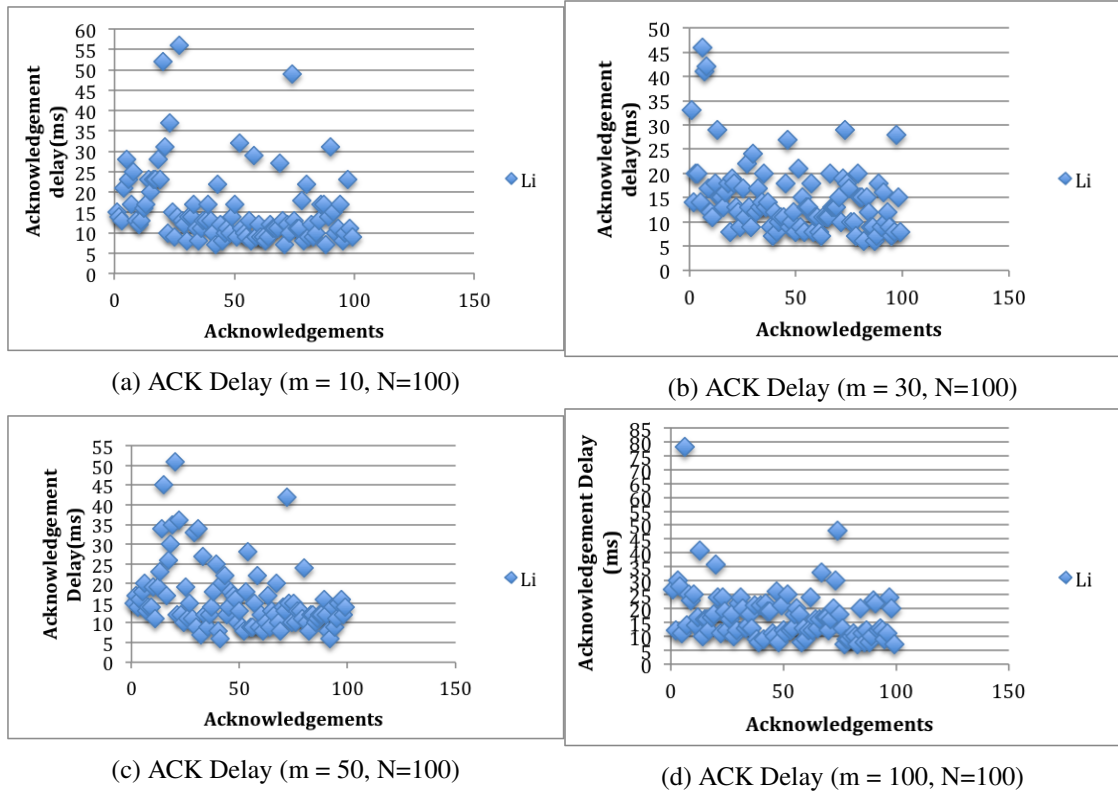 60
55
50
45
40
35
30
25
20
15
10
5
0
Acknowledgement
delay(ms)
0 50 100 150
Acknowledgements
Li
(a) ACK Delay (m = 10, N=100)
50
45
40
35
30
25
20
15
10
5
0
Acknowledgement
delay(ms)
0 50 100 150
Acknowledgements
Li
(b) ACK Delay (m = 30, N=100)
55
50
45
40
35
30
25
20
15
10
5
0
Acknowledgement
Delay(ms)
0 50 100 150
Acknowledgements
Li
(c) ACK Delay (m = 50, N=100)
85
80
75
70
65
60
55
50
45
40
35
30
25
20
15
10
5
0
Acknowledgement Delay
(ms)
0 50 100 150
Acknowledgements
Li
(d) ACK Delay (m = 100, N=100)